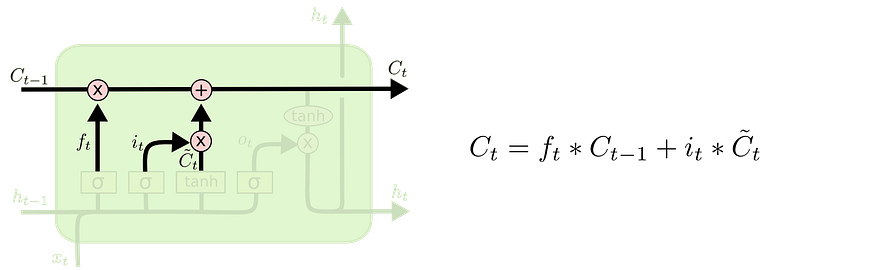 h_t
C_{t-1}
x
+
C_t
tanh
f_t
i_t
x
C̃_t
o_t
x
σ
σ
tanh
σ
h_{t-1}
h_t
x_t
C_t = f_t * C_{t-1} + i_t * C̃_t